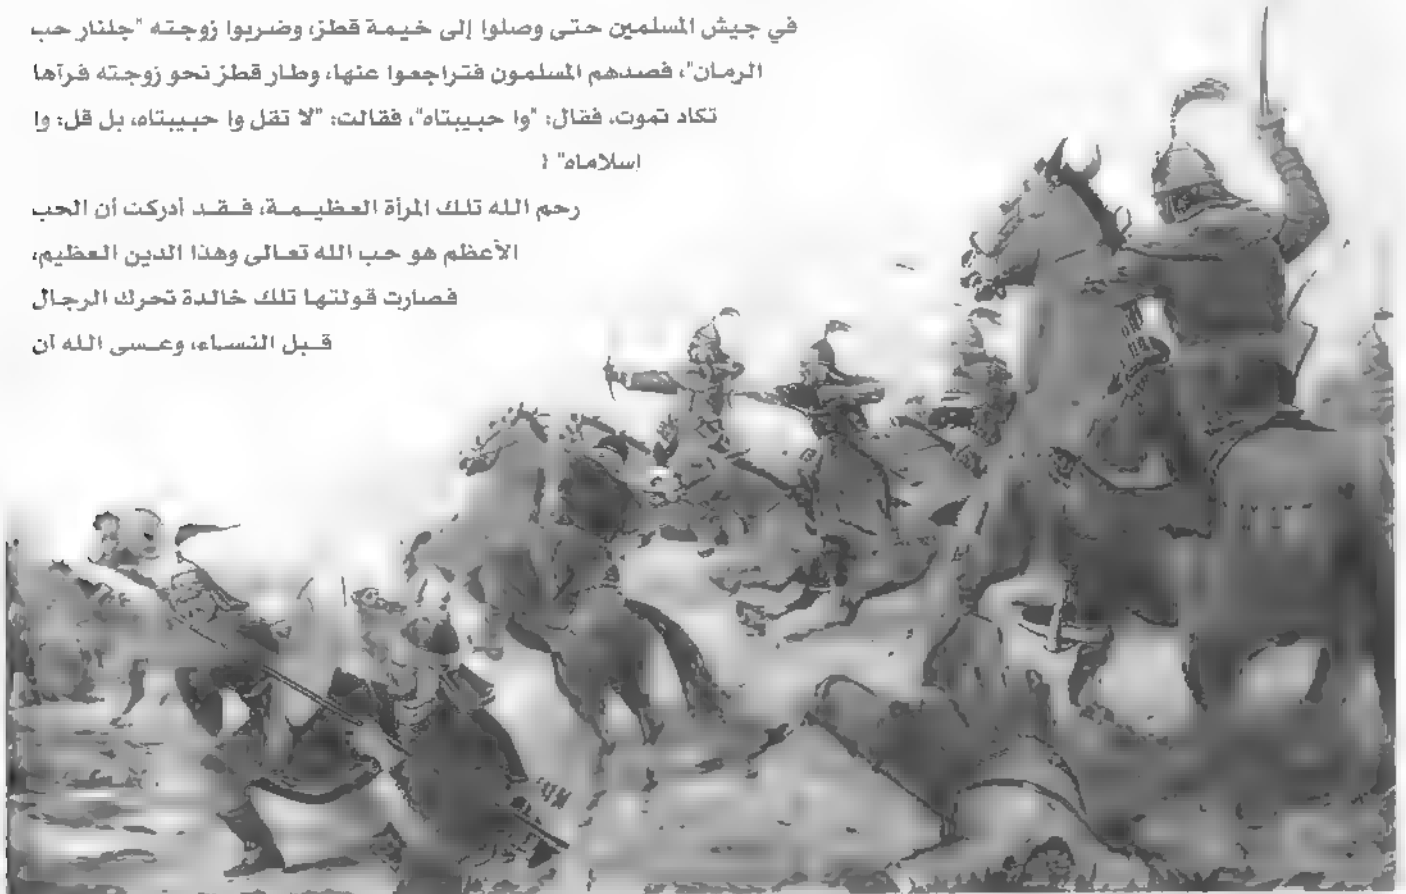 في جيش المسلمين حتى وصلوا إلى خيمة قطز، وضربوا زوجته "جلنار حب
الرمان"، فصدهم المسلمون فتراجعوا عنها، وطار قطز نحو زوجته فرآها
تكاد تموت، فقال: "وا حبيبتاه"، فقالت: "لا تقل وا حبيبتاه، بل قل: وا
إسلاماه" !
رحم الله تلك المرأة العظيمة، فقد أدركت أن الحب
الأعظم هو حب الله تعالى وهذا الدين العظيم،
فصارت قولتها تلك خالدة تحرك الرجال
قبل النساء، وعسى الله أن